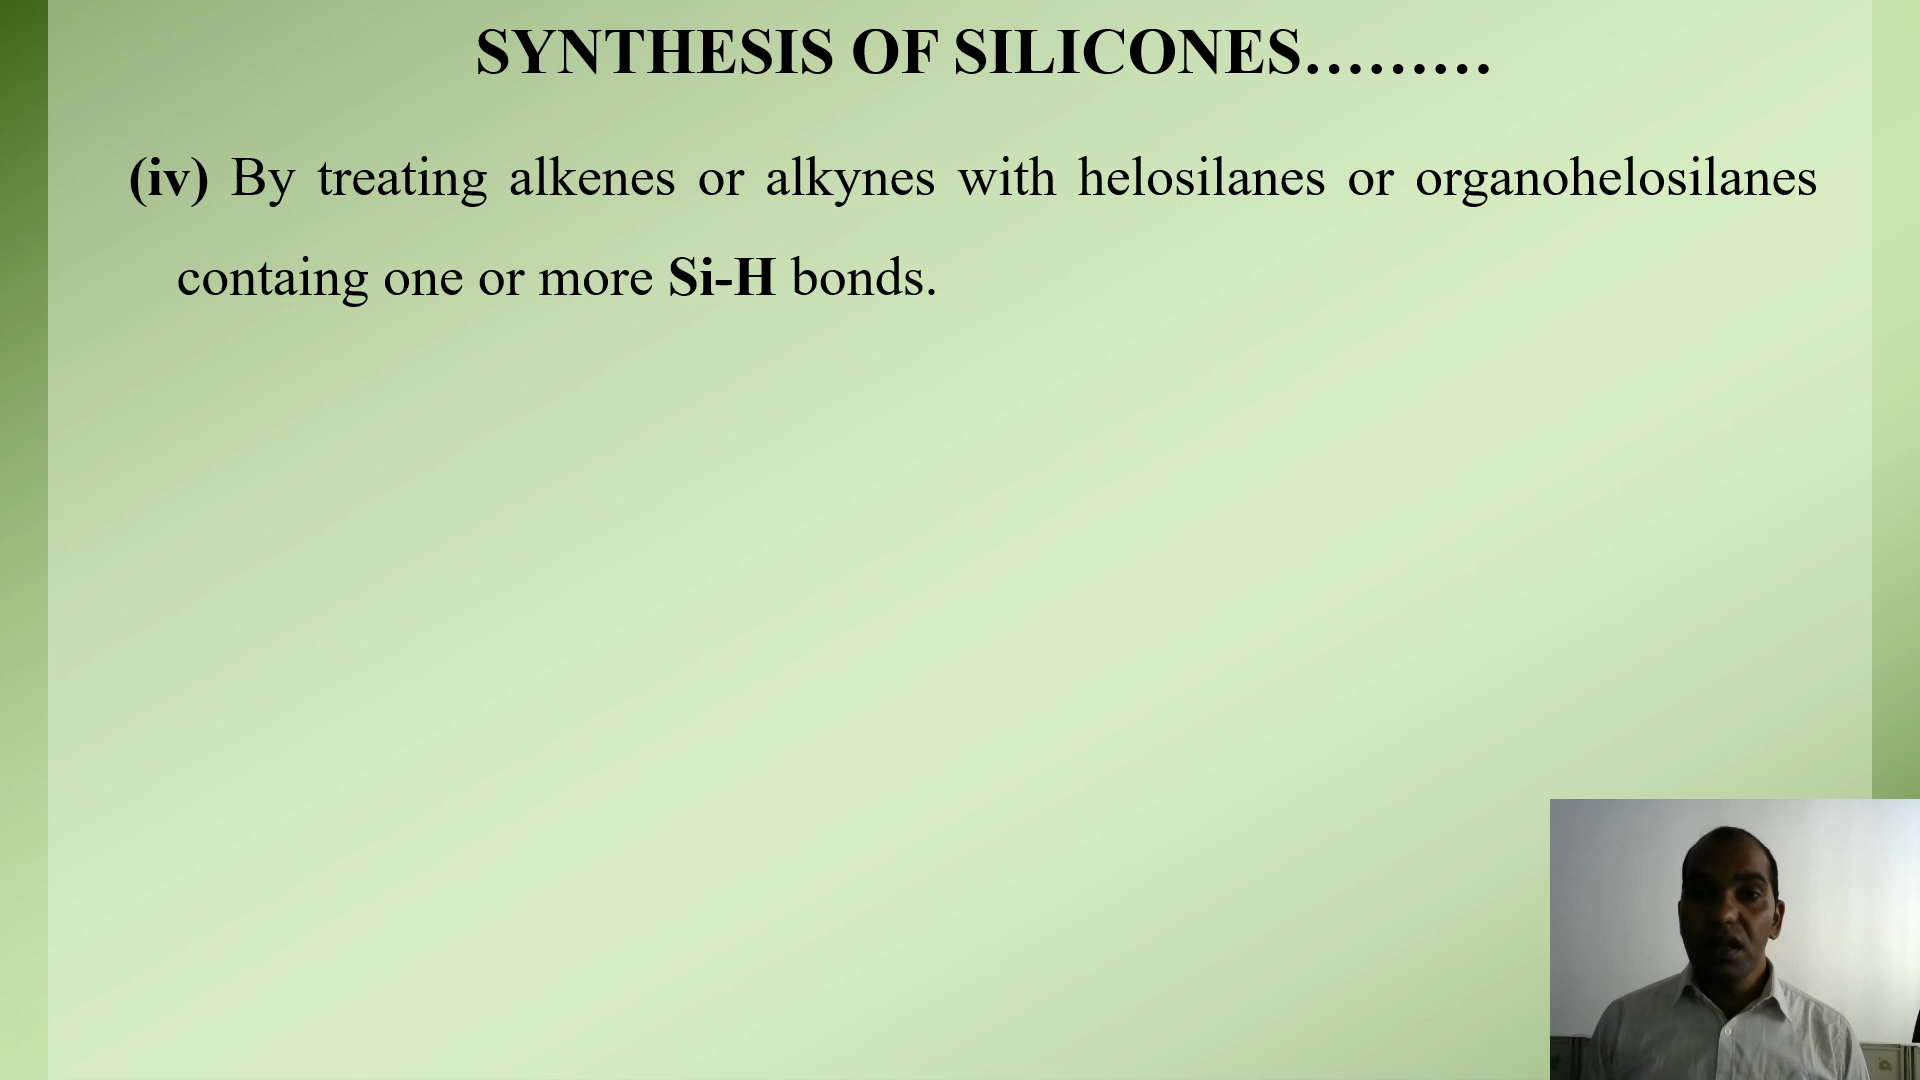 SYNTHESIS OF SILICONES………
(iv) By treating alkenes or alkynes with helosilanes or organohelosilanes
containg one or more Si-H bonds.